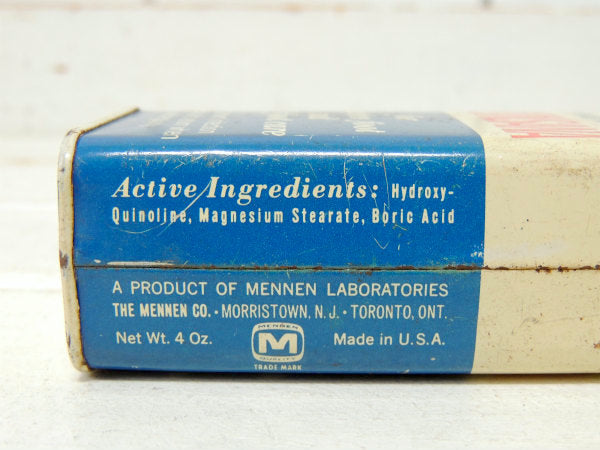 Active Ingredients: Hydroxy-
Quinoline, Magnesium Stearate, Boric Acid
A PRODUCT OF MENNEN LABORATORIES
THE MENNEN CO. • MORRISTOWN, N. J. • TORONTO, ONT.
Net Wt. 4 Oz.
MENNEN
M
QUALITY
TRADE MARK
Made in U.S.A.